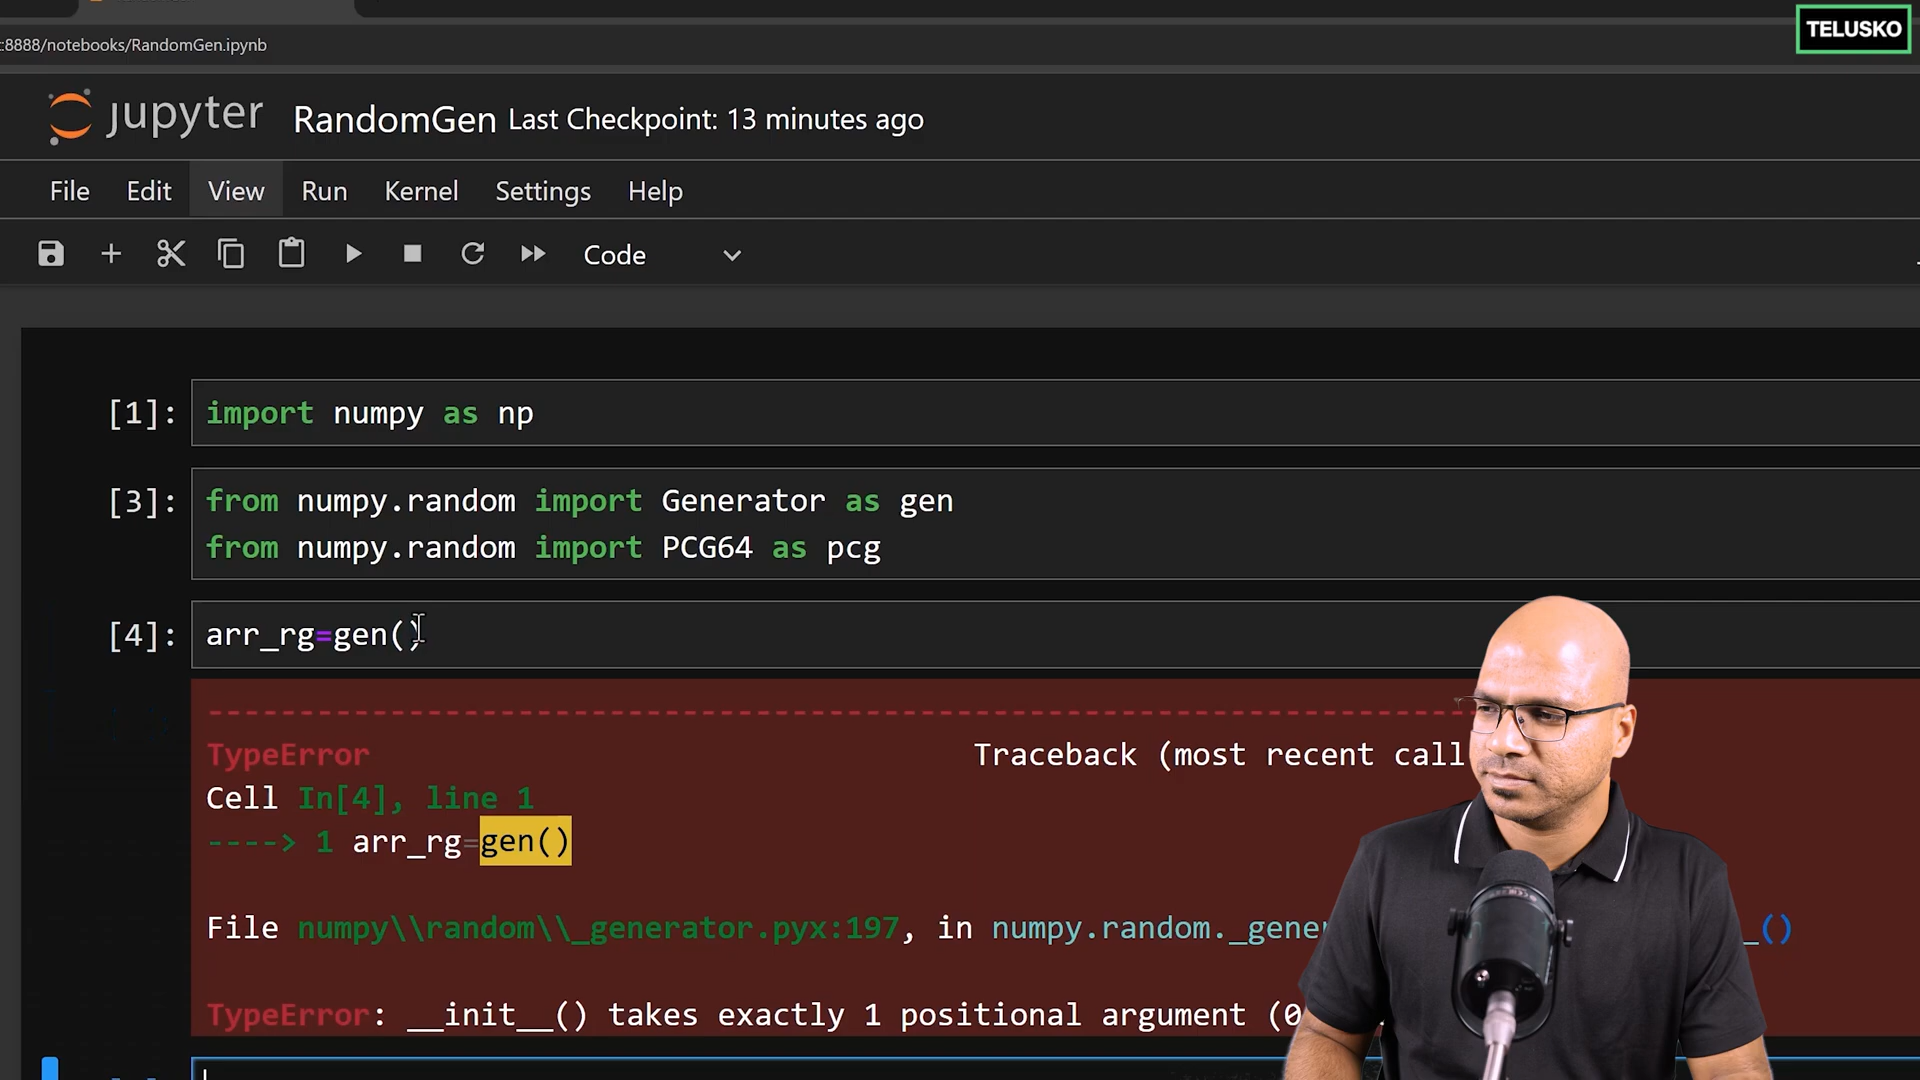 TELUSKO
:8888/notebooks/RandomGen.ipynb
jupyter RandomGen Last Checkpoint: 13 minutes ago
File Edit View Run Kernel Settings Help
Code
[1]: import numpy as np
[3]: from numpy.random import Generator as gen
from numpy.random import PCG64 as pcg
[4]: arr_rg=gen()
--------------------------------------------------------------------
TypeError Traceback (most recent call
Cell In[4], line 1
----> 1 arr_rg=gen()
File numpy\\random\\_generator.pyx:197, in numpy.random._gene _()
TypeError: __init__() takes exactly 1 positional argument (0